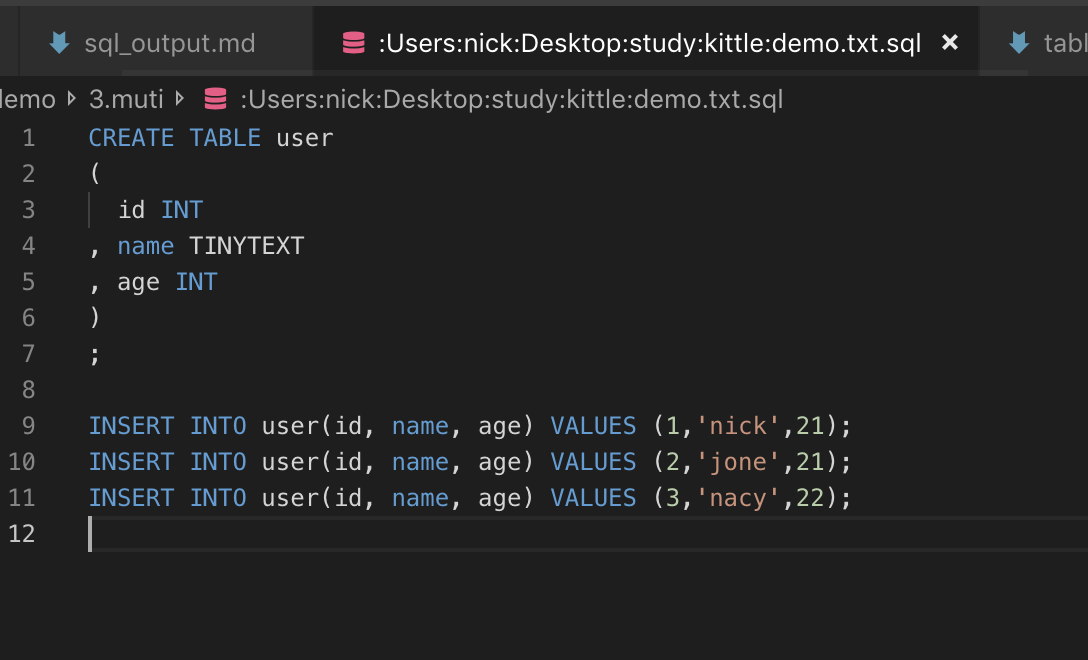 sql_output.md :Users:nick:Desktop:study:kittle:demo.txt.sql
3.muti :Users:nick:Desktop:study:kittle:demo.txt.sql
1 CREATE TABLE user
2 (
3 id INT
4 , name TINYTEXT
5 , age INT
6 )
7 ;
8
9 INSERT INTO user(id, name, age) VALUES (1,'nick',21);
10 INSERT INTO user(id, name, age) VALUES (2,'jone',21);
11 INSERT INTO user(id, name, age) VALUES (3,'nacy',22);
12